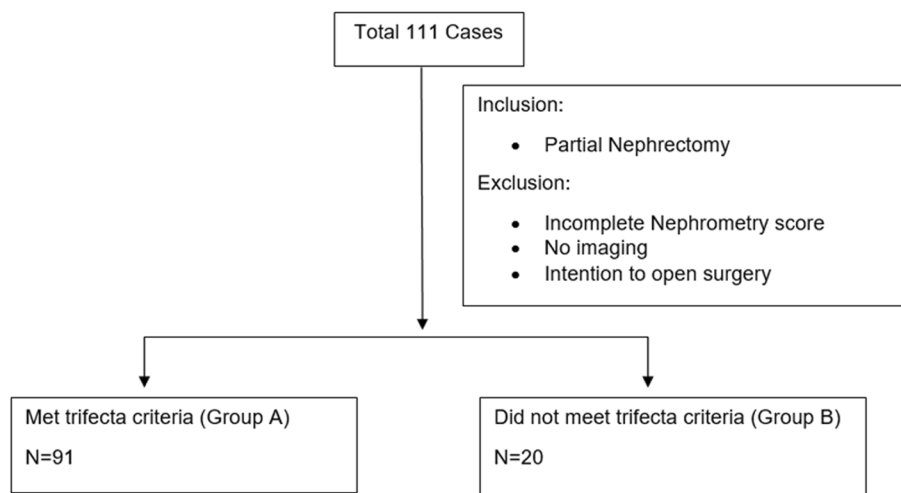 Total 111 Cases
Inclusion:
• Partial Nephrectomy
Exclusion:
• Incomplete Nephrometry score
• No imaging
• Intention to open surgery
Met trifecta criteria (Group A)
N=91
Did not meet trifecta criteria (Group B)
N=20